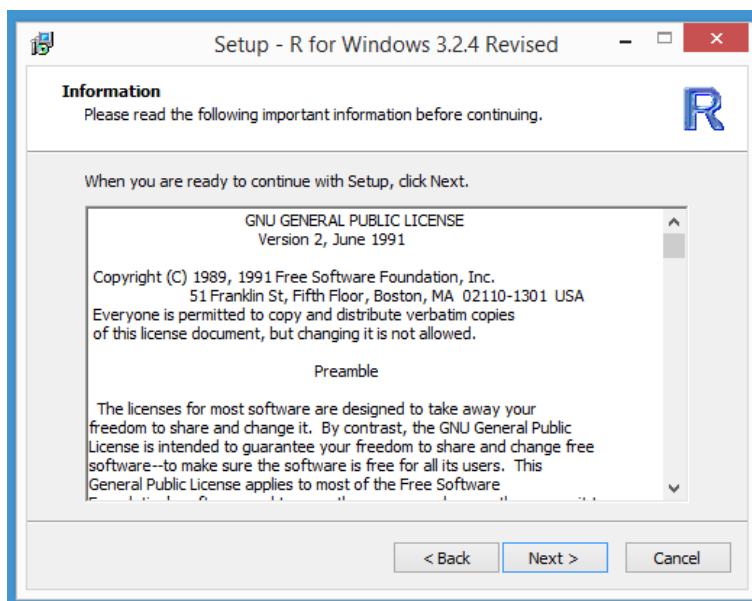 Setup - R for Windows 3.2.4 Revised
Information
Please read the following important information before continuing.
R
When you are ready to continue with Setup, click Next.
GNU GENERAL PUBLIC LICENSE
Version 2, June 1991
Copyright (C) 1989, 1991 Free Software Foundation, Inc.
51 Franklin St, Fifth Floor, Boston, MA 02110-1301 USA
Everyone is permitted to copy and distribute verbatim copies
of this license document, but changing it is not allowed.
Preamble
The licenses for most software are designed to take away your
freedom to share and change it. By contrast, the GNU General Public
License is intended to guarantee your freedom to share and change free
software--to make sure the software is free for all its users. This
General Public License applies to most of the Free Software
< Back
Next >
Cancel